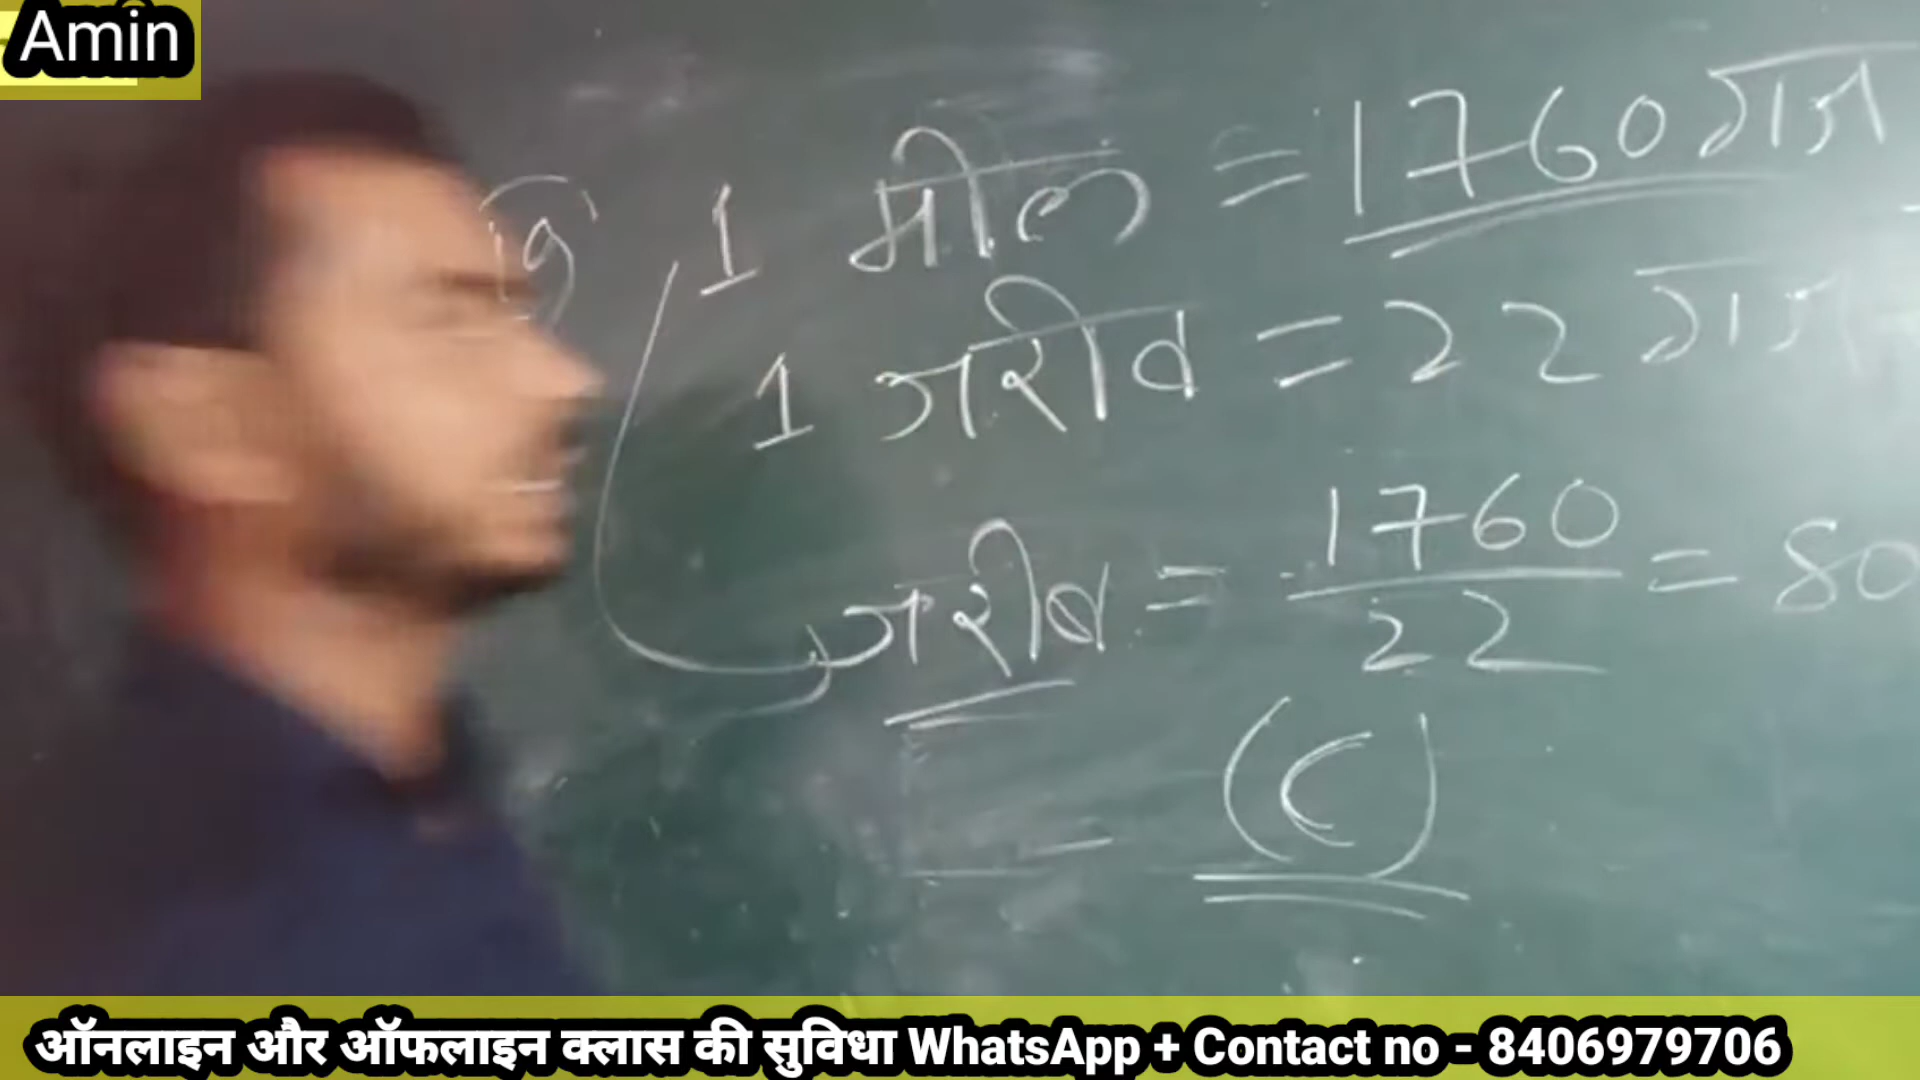 Amin
19
1 मील = 1760 गज
1 जरीब = 22 गज
जरीब = 1760/22 = 80
(C)
ऑनलाइन और ऑफलाइन क्लास की सुविधा WhatsApp + Contact no - 8406979706